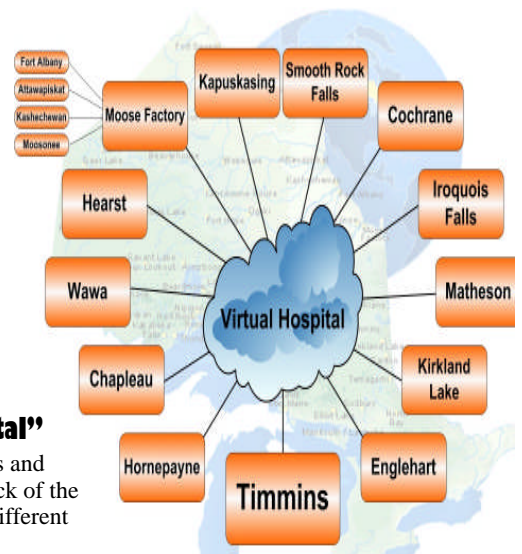 Fort Albany
Attawapiskat
Kashechewan
Moosonee
Moose Factory
Kapuskasing
Smooth Rock
Falls
Cochrane
Hearst
Iroquois
Falls
Wawa
Virtual Hospital
Matheson
Chapleau
Kirkland
Lake
Hornepayne
Timmins
Englehart
tal”
s and
ck of the
ifferent